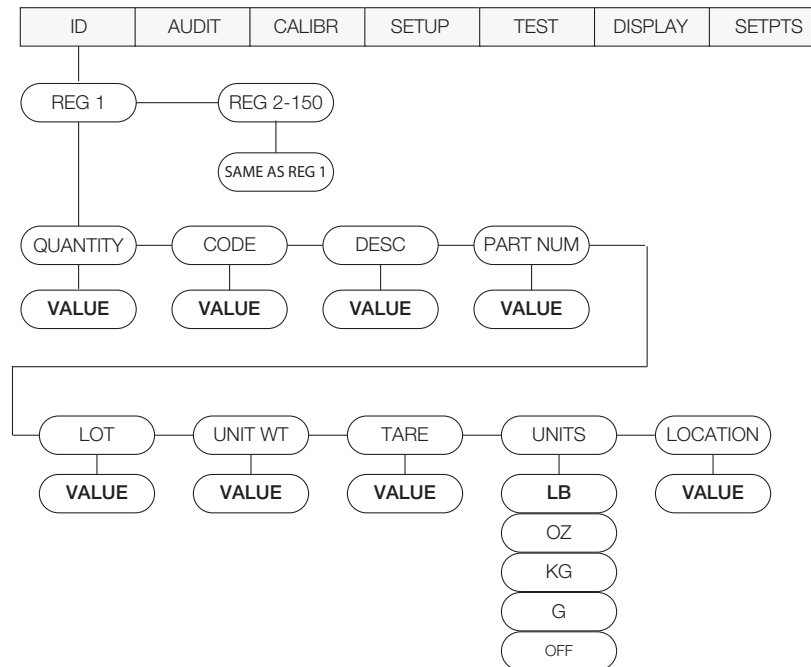 ID AUDIT CALIBR SETUP TEST DISPLAY SETPTS
REG 1 REG 2-150
SAME AS REG 1
QUANTITY CODE DESC PART NUM
VALUE VALUE VALUE VALUE
LOT UNIT WT TARE UNITS LOCATION
VALUE VALUE VALUE LB VALUE
OZ
KG
G
OFF